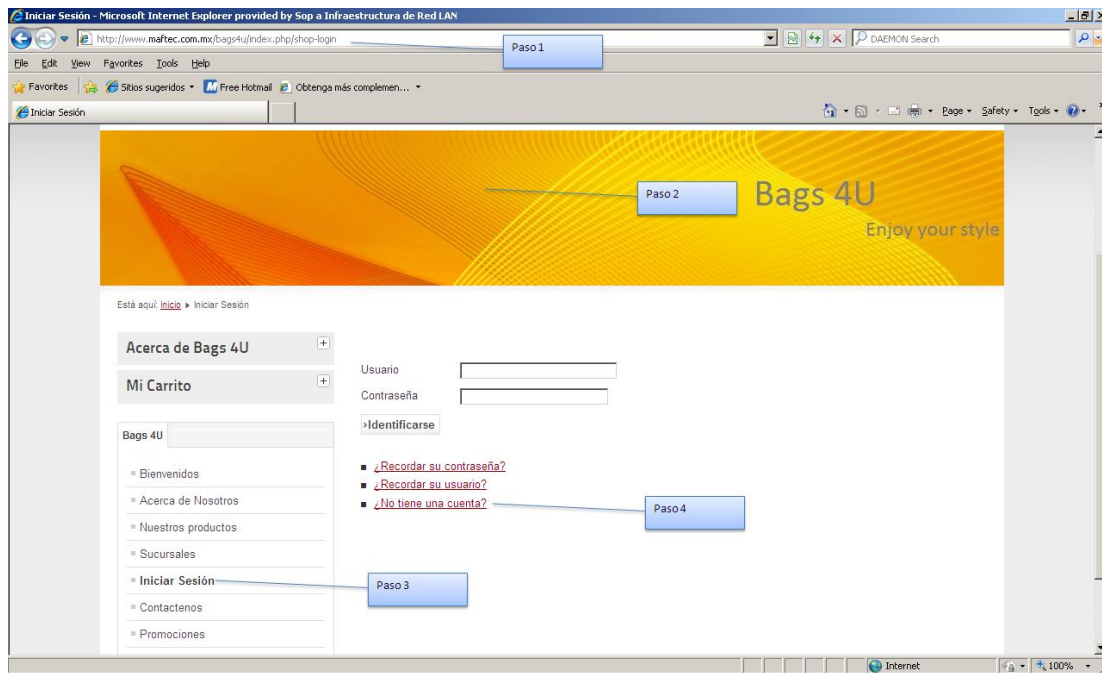 Iniciar Sesión - Microsoft Internet Explorer provided by Sop a Infraestructura de Red LAN
http://www.maftec.com.mx/bags4u/index.php/shop-login
DAEMON Search
Paso 1
File Edit View Favorites Tools Help
Favorites Sitios sugeridos Free Hotmail Obtenga más complemen...
Iniciar Sesión
Page Safety Tools
Paso 2
Bags 4U
Enjoy your style
Está aquí: Inicio Iniciar Sesión
Acerca de Bags 4U
Mi Carrito
Usuario
Contraseña
›Identificarse
Bags 4U
¿Recordar su contraseña?
¿Recordar su usuario?
¿No tiene una cuenta?
Paso 4
Bienvenidos
Acerca de Nosotros
Nuestros productos
Sucursales
Iniciar Sesión
Paso 3
Contactenos
Promociones
Internet
100%